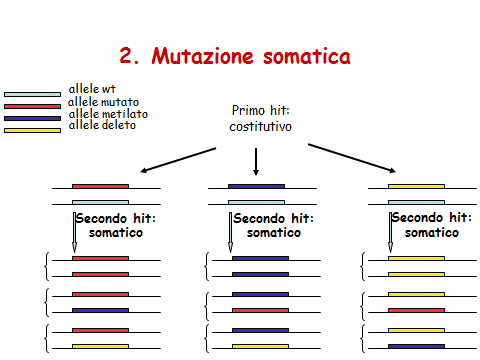 2. Mutazione somatica
allele wt
allele mutato
allele metilato
allele deleto
Primo hit:
costitutivo
Secondo hit:
somatico
Secondo hit:
somatico
Secondo hit:
somatico